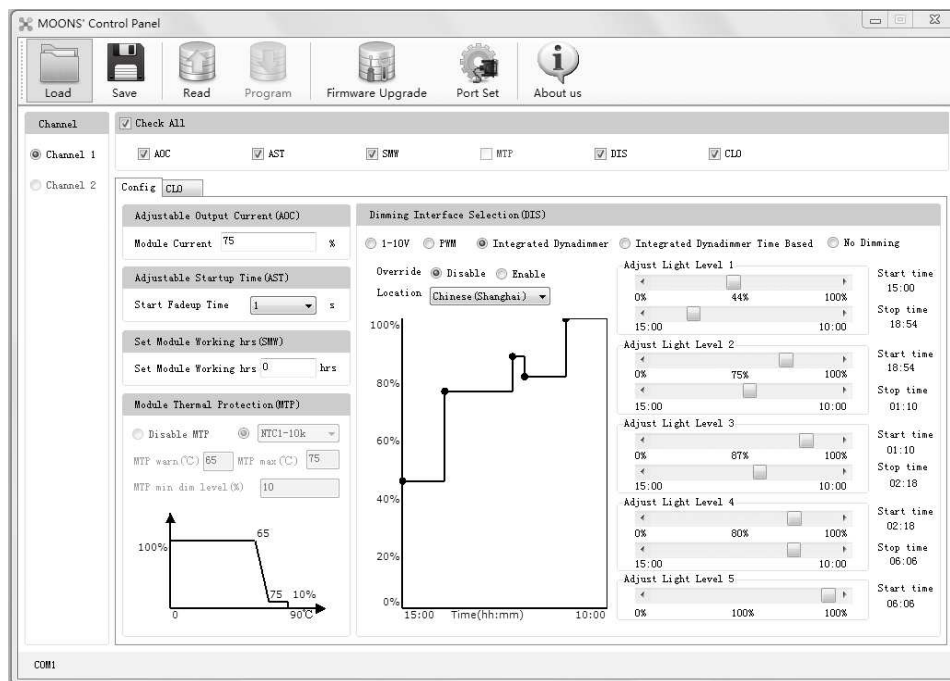 MOONS' Control Panel
Load Save Read Program Firmware Upgrade Port Set About us
Channel
Channel 1
Channel 2
Check All
AOC AST SMW MTP DIS CLO
Config CLO
Adjustable Output Current(AOC)
Module Current 75 %
Adjustable Startup Time(AST)
Start Fadeup Time 1 s
Set Module Working hrs(SMW)
Set Module Working hrs 0 hrs
Module Thermal Protection(MTP)
Disable MTP NTC1-10k
MTP warn(℃) 65 MTP max(℃) 75
MTP min dim level(%) 10
100%
65
75 10%
0 90℃
Dimming Interface Selection(DIS)
1-10V PWM Integrated Dynadimmer Integrated Dynadimmer Time Based No Dimming
Override Disable Enable
Location Chinese(Shanghai)
100%
80%
60%
40%
20%
0%
15:00 Time(hh:mm) 10:00
Adjust Light Level 1
0% 44% 100%
15:00 10:00
Start time
15:00
Stop time
18:54
Adjust Light Level 2
0% 75% 100%
15:00 10:00
Start time
18:54
Stop time
01:10
Adjust Light Level 3
0% 87% 100%
15:00 10:00
Start time
01:10
Stop time
02:18
Adjust Light Level 4
0% 80% 100%
15:00 10:00
Start time
02:18
Stop time
06:06
Adjust Light Level 5
0% 100% 100%
Start time
06:06
COM1